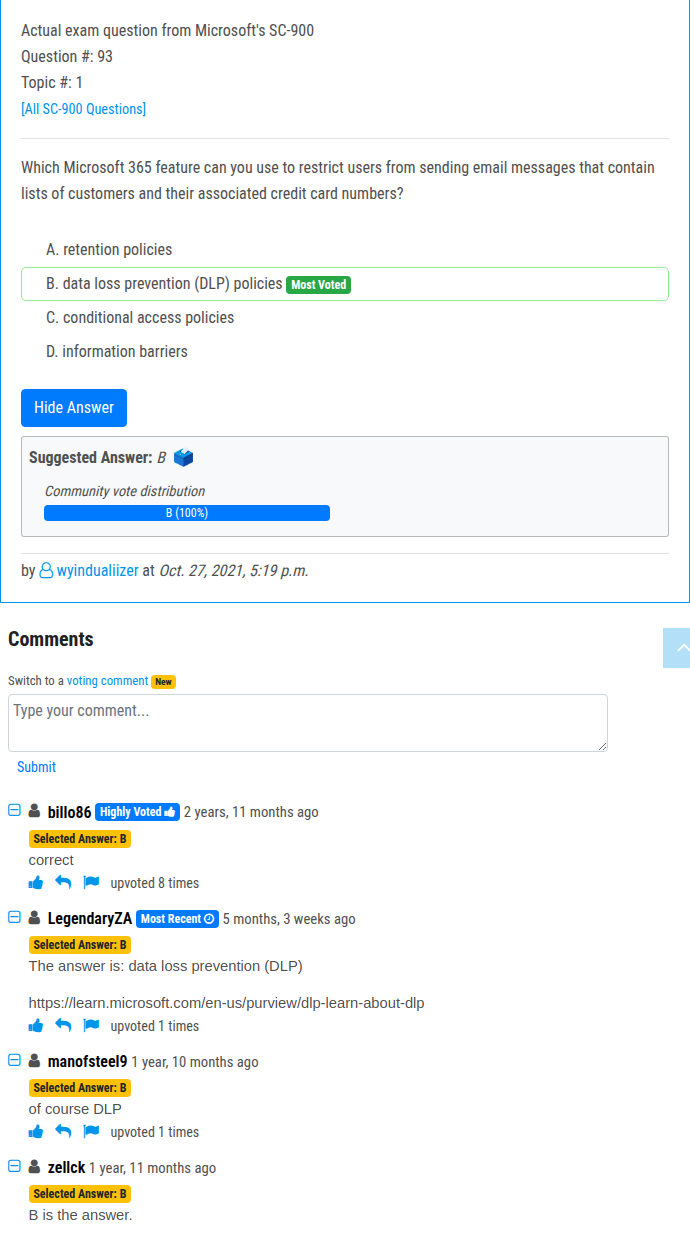 Actual exam question from Microsoft's SC-900
Question #: 93
Topic #: 1
[All SC-900 Questions]
Which Microsoft 365 feature can you use to restrict users from sending email messages that contain
lists of customers and their associated credit card numbers?
A. retention policies
B. data loss prevention (DLP) policies Most Voted
C. conditional access policies
D. information barriers
Hide Answer
Suggested Answer: B
Community vote distribution
B (100%)
by wyindualiizer at Oct. 27, 2021, 5:19 p.m.
Comments
Switch to a voting comment New
Type your comment...
Submit
billo86 Highly Voted 2 years, 11 months ago
Selected Answer: B
correct
upvoted 8 times
LegendaryZA Most Recent 5 months, 3 weeks ago
Selected Answer: B
The answer is: data loss prevention (DLP)
https://learn.microsoft.com/en-us/purview/dlp-learn-about-dlp
upvoted 1 times
manofsteel9 1 year, 10 months ago
Selected Answer: B
of course DLP
upvoted 1 times
zellck 1 year, 11 months ago
Selected Answer: B
B is the answer.